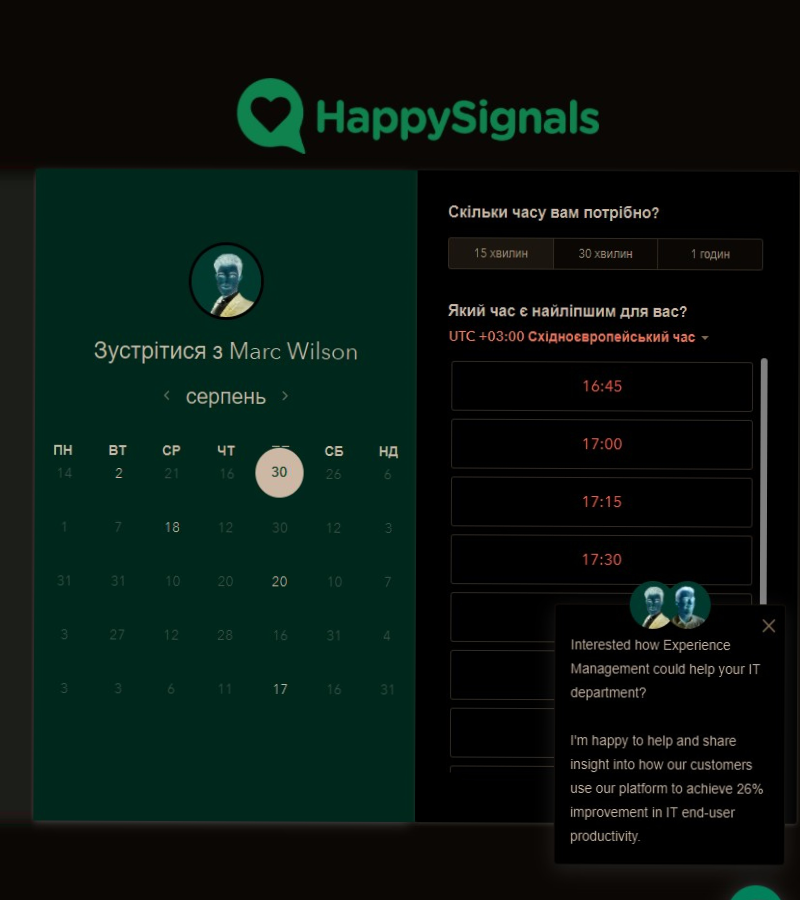 HappySignals
Зустрітися з Marc Wilson
серпень
ПН ВТ СР ЧТ СБ НД
14 2 21 16 30 26 6
1 7 18 12 30 12 3
31 31 10 20 20 10 7
3 27 12 28 16 31 4
3 3 6 11 17 16 31
Скільки часу вам потрібно?
15 хвилин 30 хвилин 1 годин
Який час є найліпшим для вас?
UTC +03:00 Східноєвропейський час
16:45
17:00
17:15
17:30
Interested how Experience
Management could help your IT
department?
I'm happy to help and share
insight into how our customers
use our platform to achieve 26%
improvement in IT end-user
productivity.